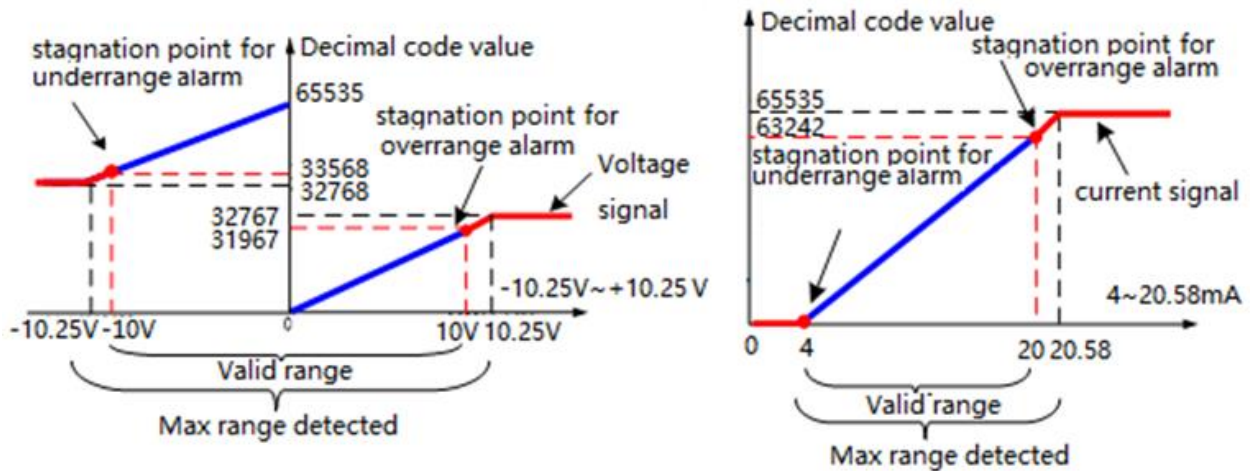 stagnation point for
underrange alarm
Decimal code value
65535
stagnation point for
overrange alarm
33568
32768
Voltage
signal
32767
31967
-10.25V~+10.25 V
-10.25V -10V
0
10V 10.25V
Valid range
Max range detected
Decimal code value
stagnation point for
overrange alarm
65535
63242
stagnation point for
underrange alarm
current signal
4~20.58mA
0
4
20 20.58
Valid range
Max range detected